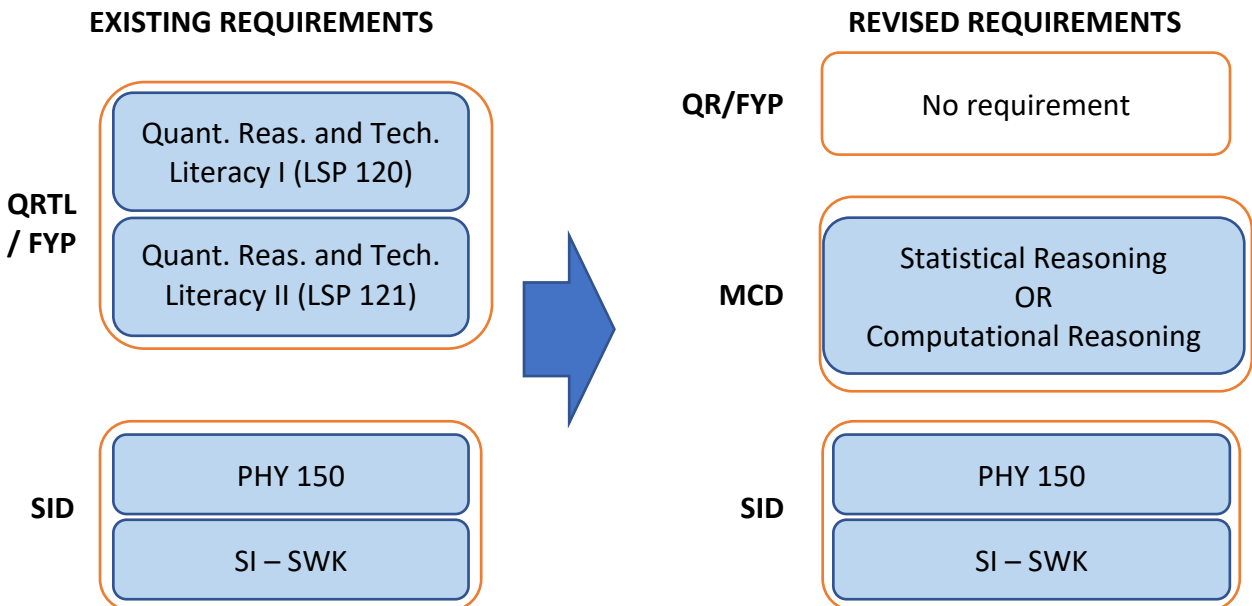 EXISTING REQUIREMENTS
QRTL
/ FYP
Quant. Reas. and Tech.
Literacy I (LSP 120)
Quant. Reas. and Tech.
Literacy II (LSP 121)
SID
PHY 150
SI – SWK
REVISED REQUIREMENTS
QR/FYP
No requirement
MCD
Statistical Reasoning
OR
Computational Reasoning
SID
PHY 150
SI – SWK